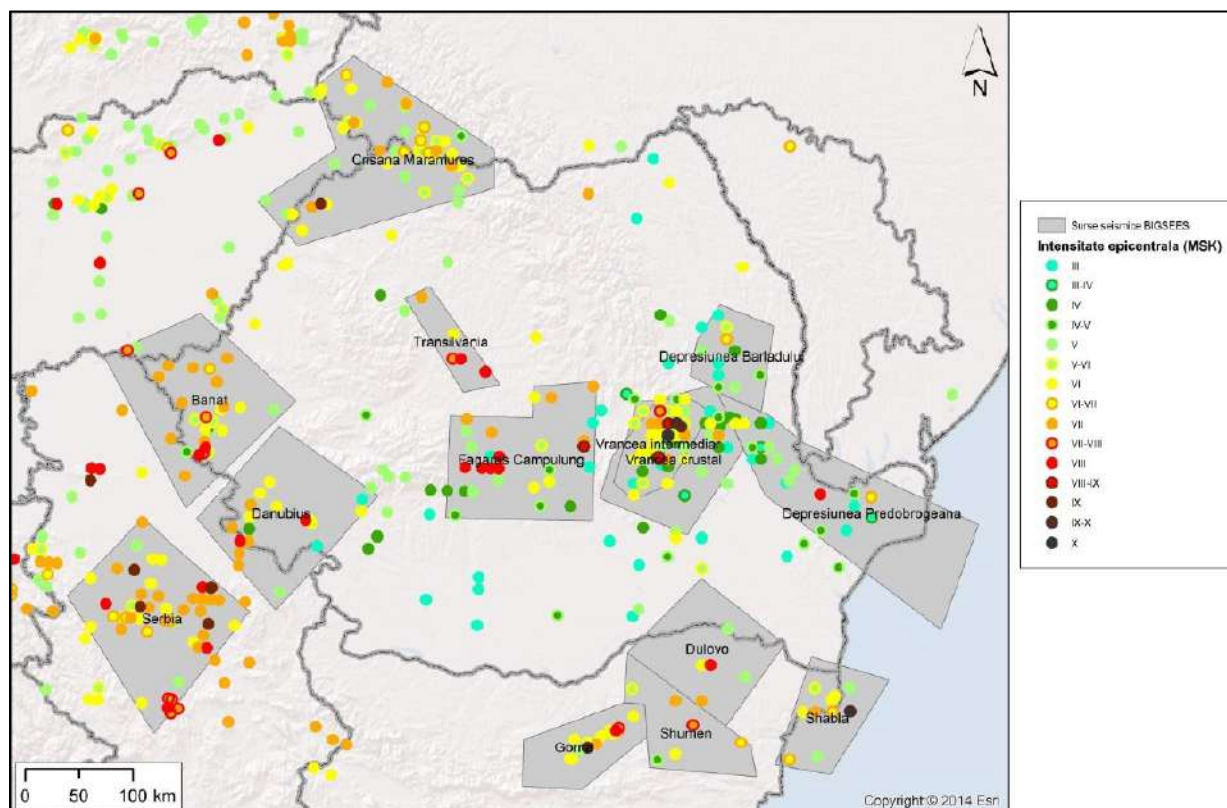 N
Crisana Maramures
Transilvania
Depresiunea Barladului
Banat
Vrancea intermediar
Fagaras Campulung
Vrancea crustal
Danubius
Depresiunea Predobrogeana
Serbia
Dulovo
Shabla
Shumen
Gorna
0 50 100 km
Copyright:© 2014 Esri
Surse seismice BIGSEES
Intensitate epicentrala (MSK)
III
III-IV
IV
IV-V
V
V-VI
VI
VI-VII
VII
VII-VIII
VIII
VIII-IX
IX
IX-X
X